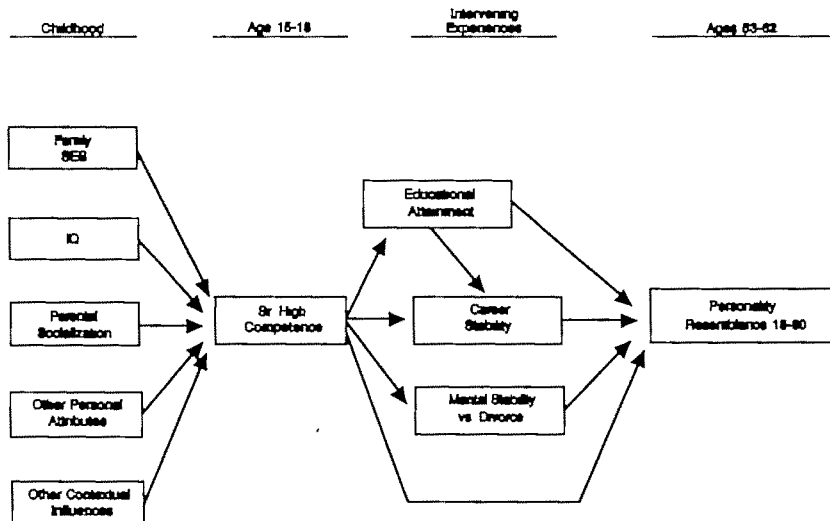 Childhood
Age 15-18
Intervening
Experiences
Ages 53-62
Family
SES
IQ
Parental
Socialization
Other Personal
Attributes
Other Contextual
Influences
Sr High
Competence
Educational
Attainment
Career
Stability
Marital Stability
vs Divorce
Personality
Resemblance 18-60